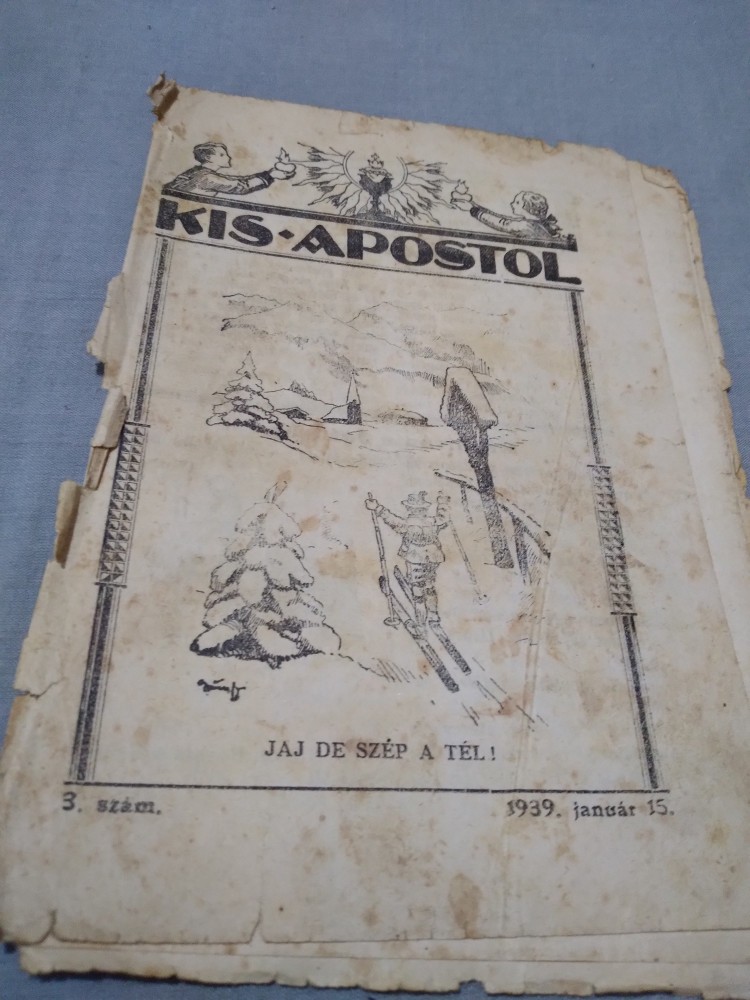 KIS·APOSTOL
JAJ DE SZÉP A TÉL!
3. szám.
1939. január 15.